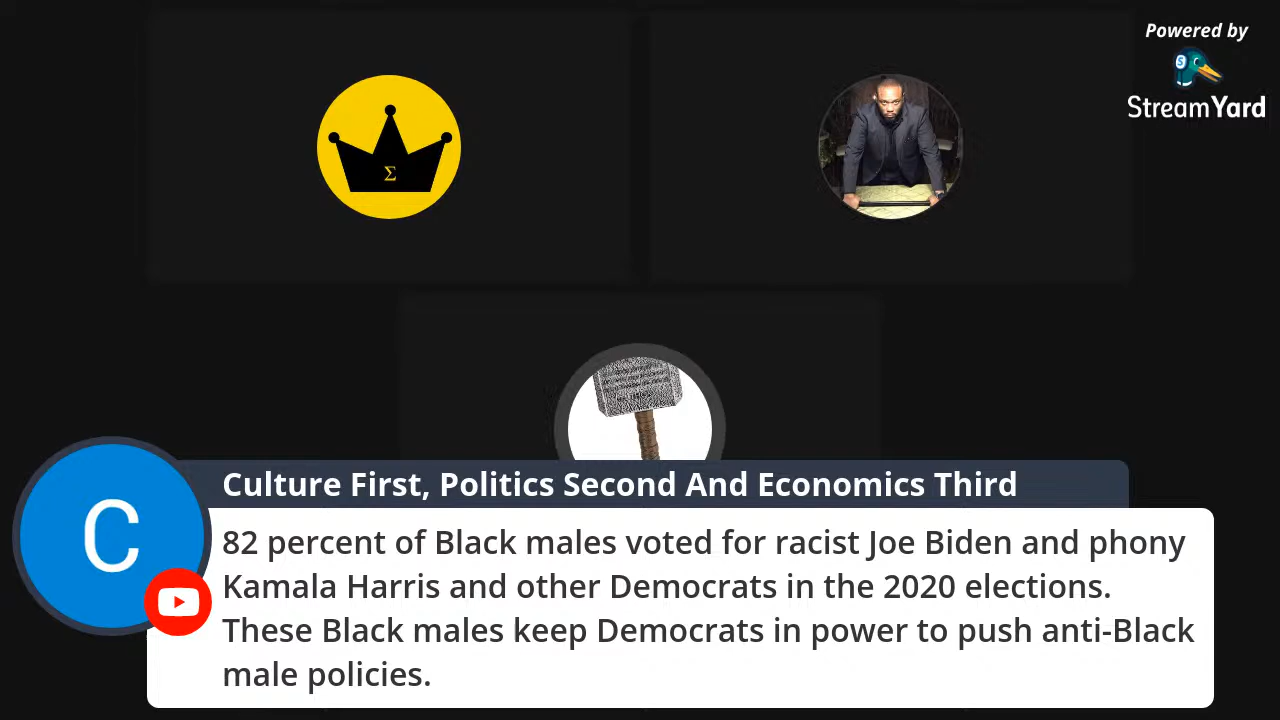 Powered by
StreamYard
Σ
Culture First, Politics Second And Economics Third
82 percent of Black males voted for racist Joe Biden and phony
Kamala Harris and other Democrats in the 2020 elections.
These Black males keep Democrats in power to push anti-Black
male policies.
C